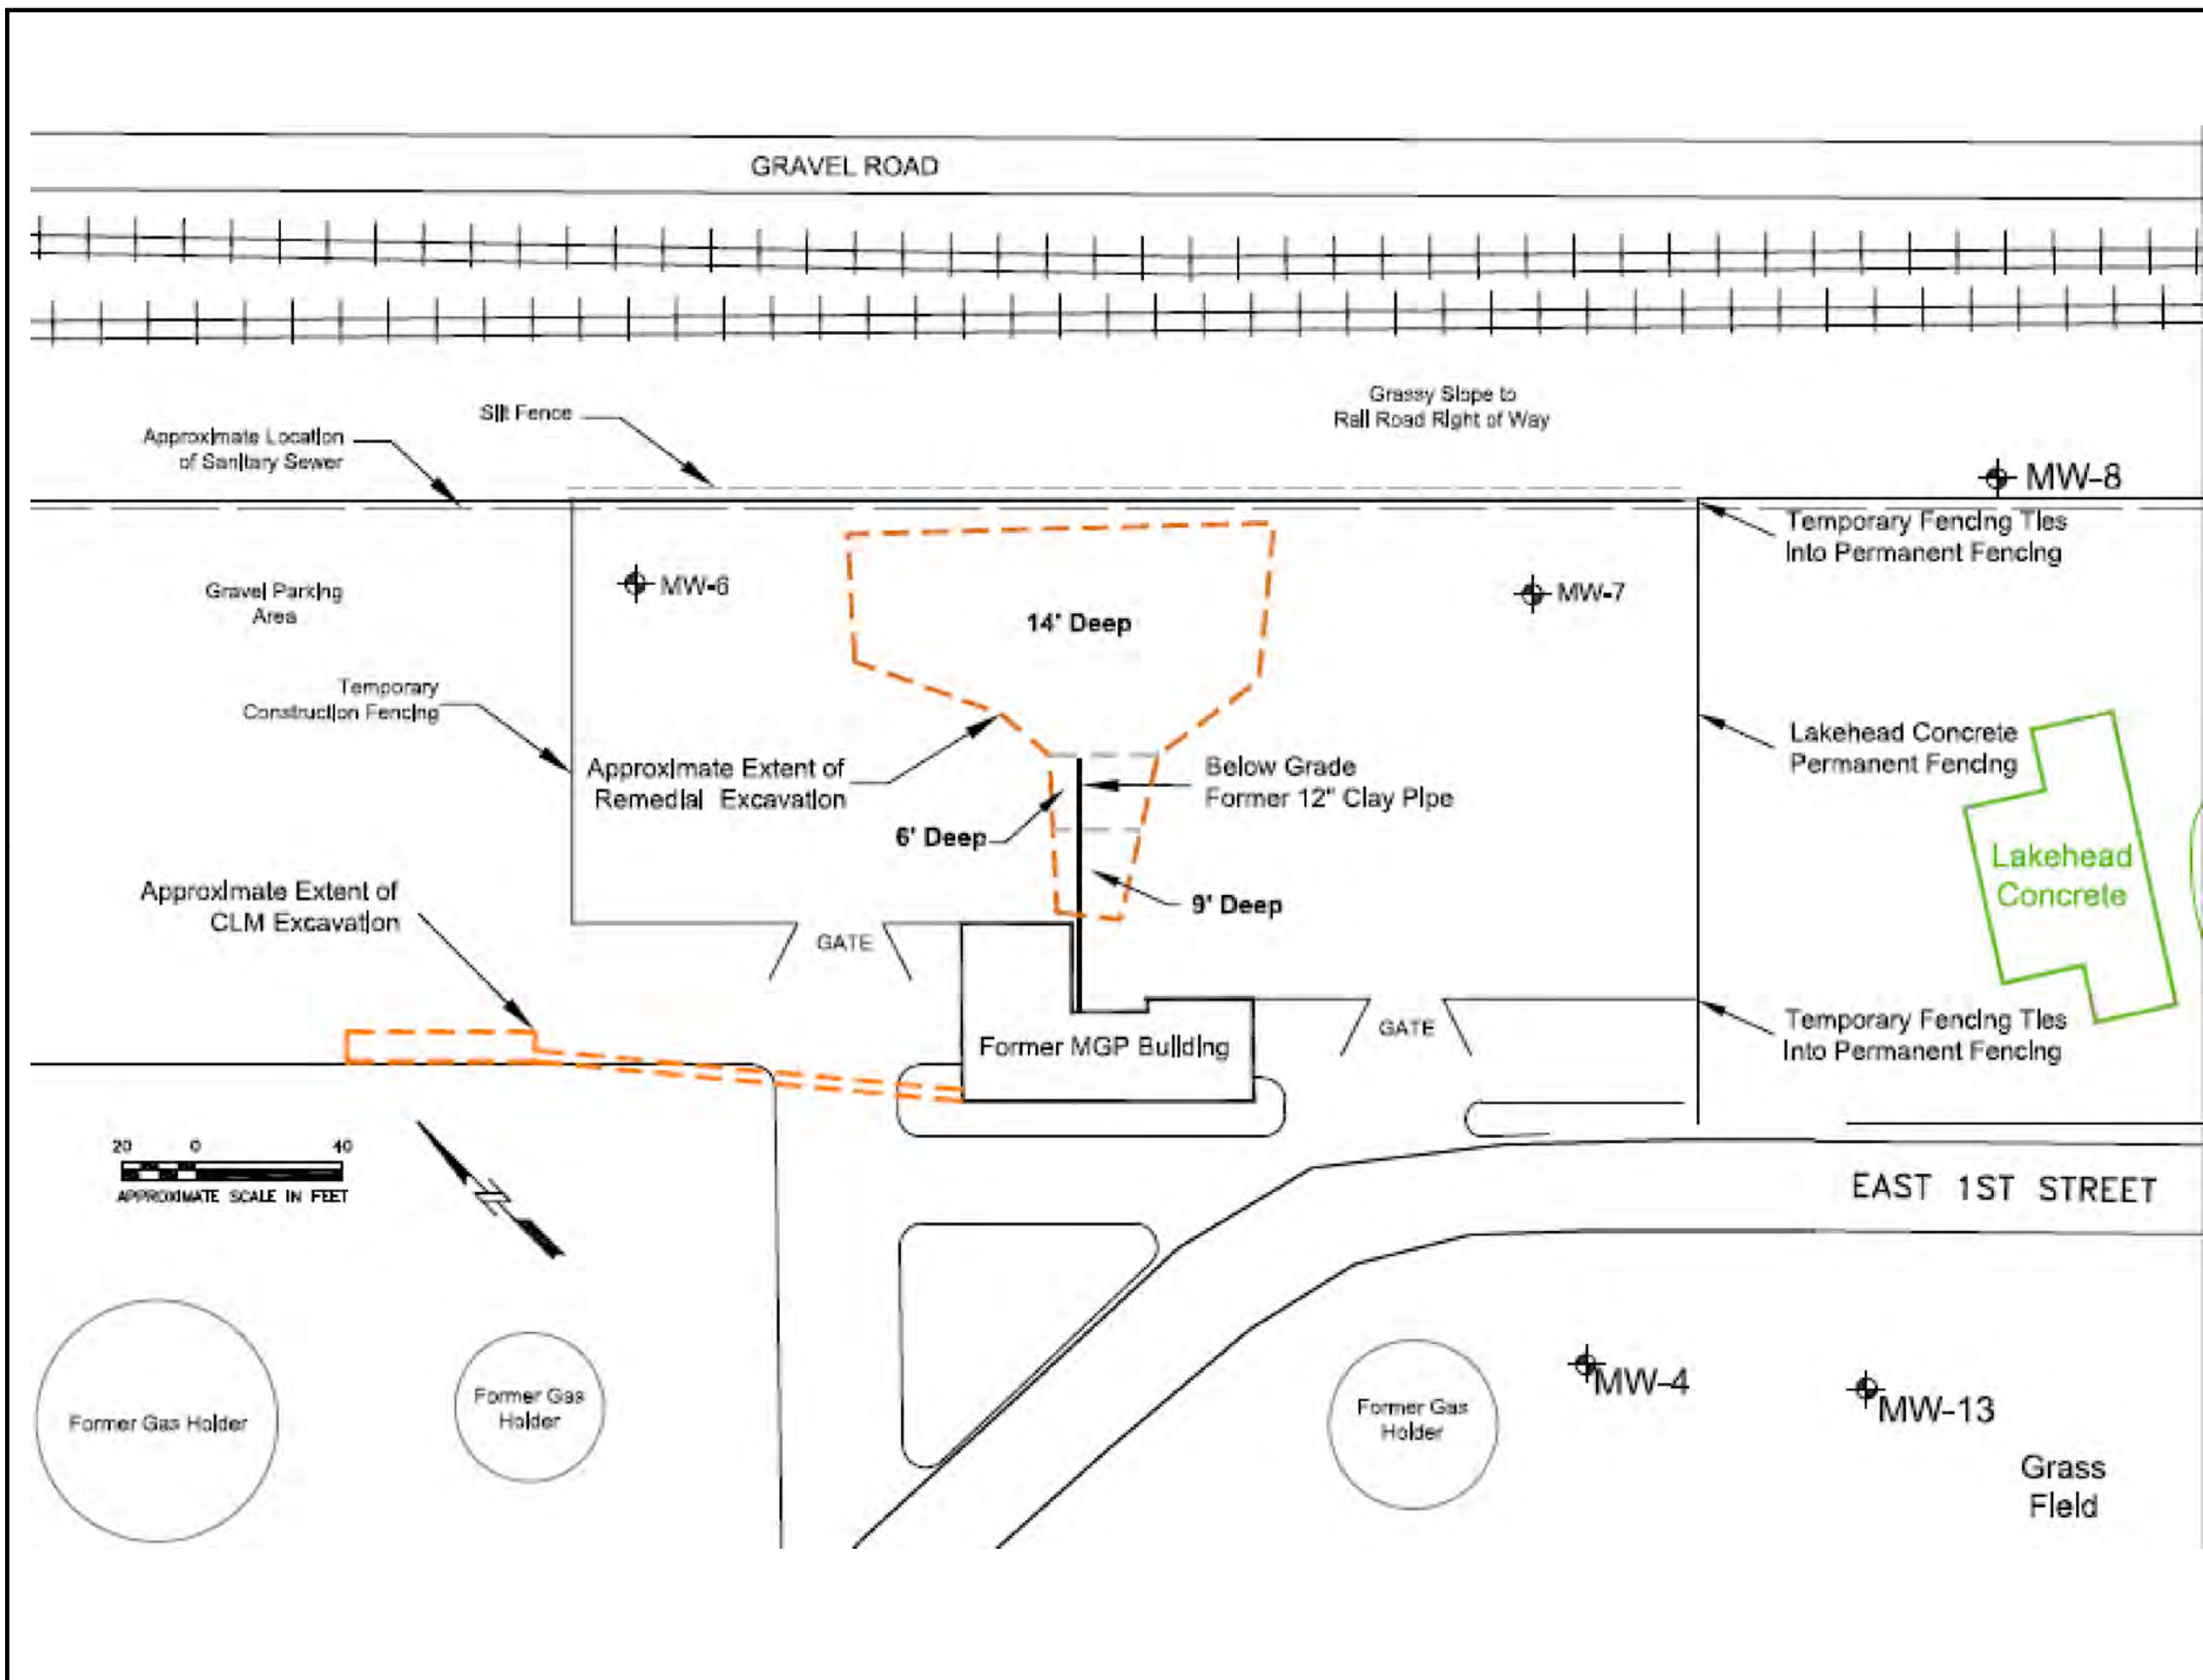 GRAVEL ROAD
Grassy Slope to
Rail Road Right of Way
Silt Fence
Approximate Location
of Sanitary Sewer
MW-8
Temporary Fencing Ties
Into Permanent Fencing
Gravel Parking
Area
MW-6
14' Deep
MW-7
Temporary
Construction Fencing
Approximate Extent of
Remedial Excavation
Below Grade
Former 12" Clay Pipe
Lakehead Concrete
Permanent Fencing
6' Deep
9' Deep
Lakehead
Concrete
Approximate Extent of
CLM Excavation
GATE
GATE
Former MGP Building
Temporary Fencing Ties
Into Permanent Fencing
20 0 40
APPROXIMATE SCALE IN FEET
N
EAST 1ST STREET
Former Gas Holder
Former Gas
Holder
Former Gas
Holder
MW-4
MW-13
Grass
Field